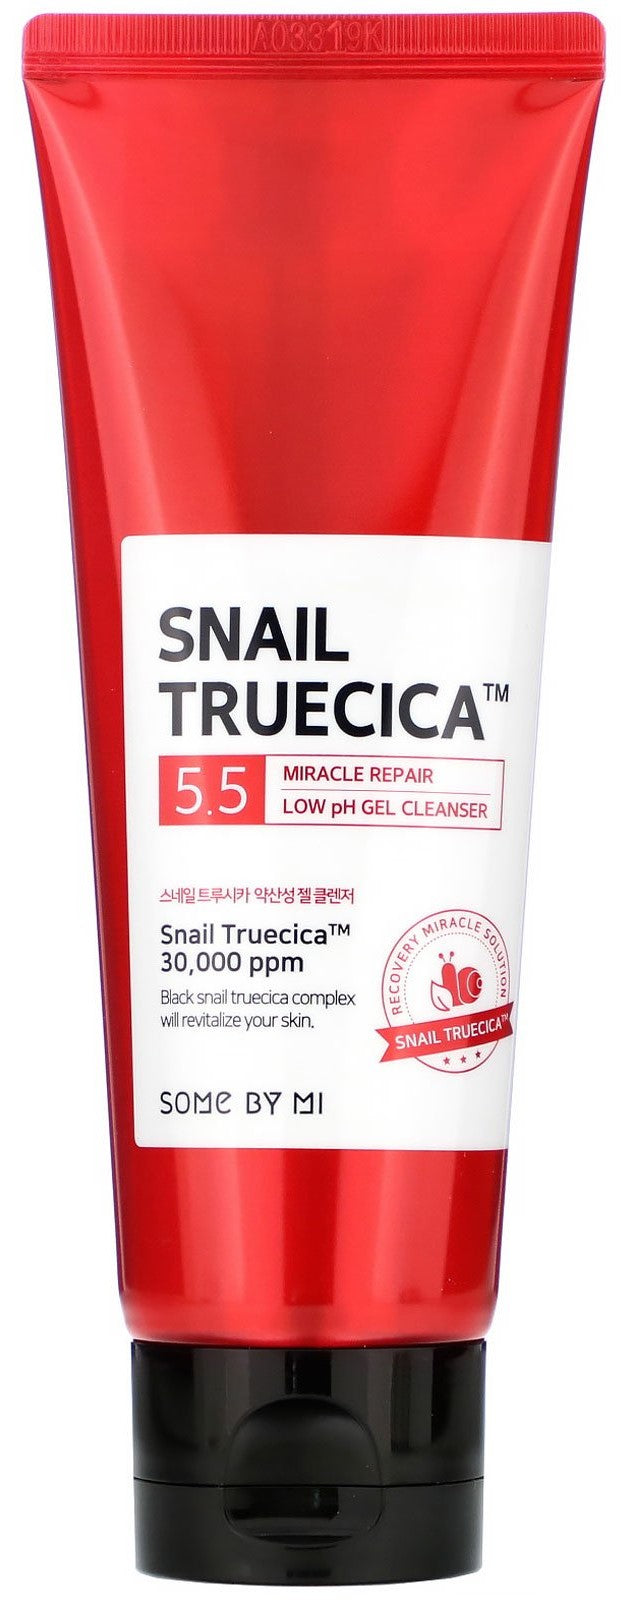 A03319K
SNAIL
TRUECICA™
5.5
MIRACLE REPAIR
LOW pH GEL CLEANSER
스네일 트루시카 약산성 젤 클렌저
Snail Truecica™
30,000 ppm
Black snail truecica complex
will revitalize your skin.
RECOVERY MIRACLE SOLUTION
SNAIL TRUECICA™
SOME BY MI